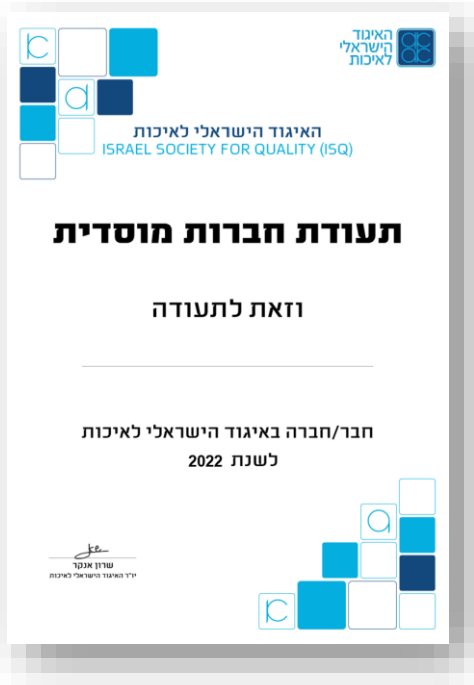 האיגוד
הישראלי
לאיכות
האיגוד הישראלי לאיכות
ISRAEL SOCIETY FOR QUALITY (ISQ)
תעודת חברות מוסדית
וזאת לתעודה
חבר/חברה באיגוד הישראלי לאיכות
לשנת 2022
שרון אנקר
יו"ר האיגוד הישראלי לאיכות